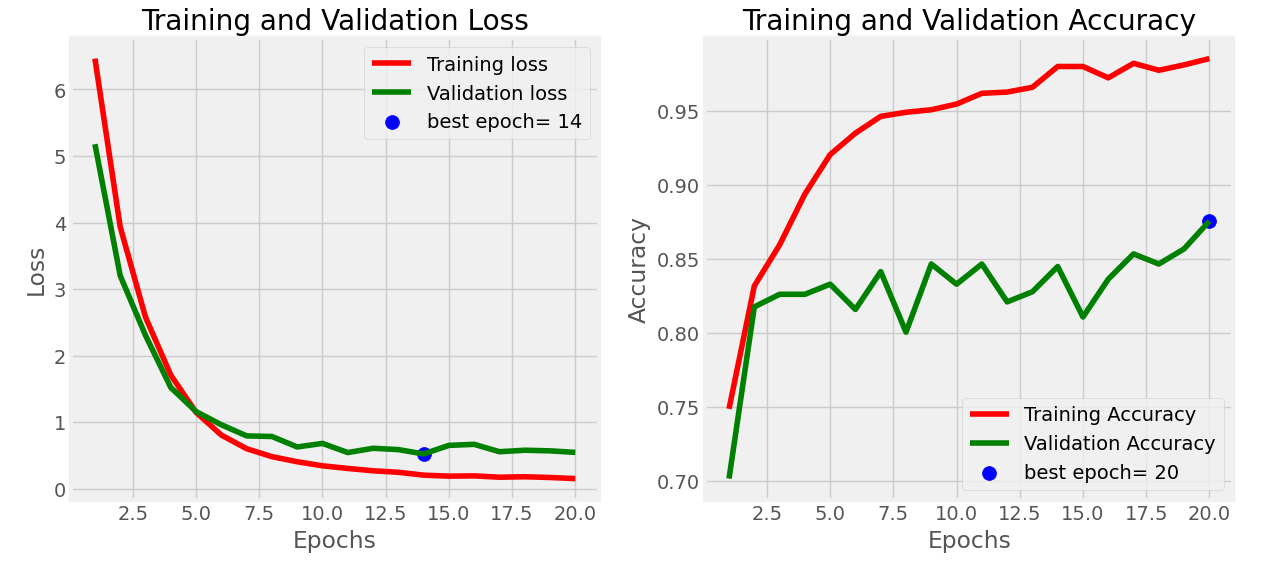 Training and Validation Loss
Training loss
Validation loss
best epoch= 14
6
5
4
3
2
1
0
Loss
2.5 5.0 7.5 10.0 12.5 15.0 17.5 20.0
Epochs
Training and Validation Accuracy
0.95
0.90
0.85
0.80
0.75
0.70
Accuracy
Training Accuracy
Validation Accuracy
best epoch= 20
2.5 5.0 7.5 10.0 12.5 15.0 17.5 20.0
Epochs